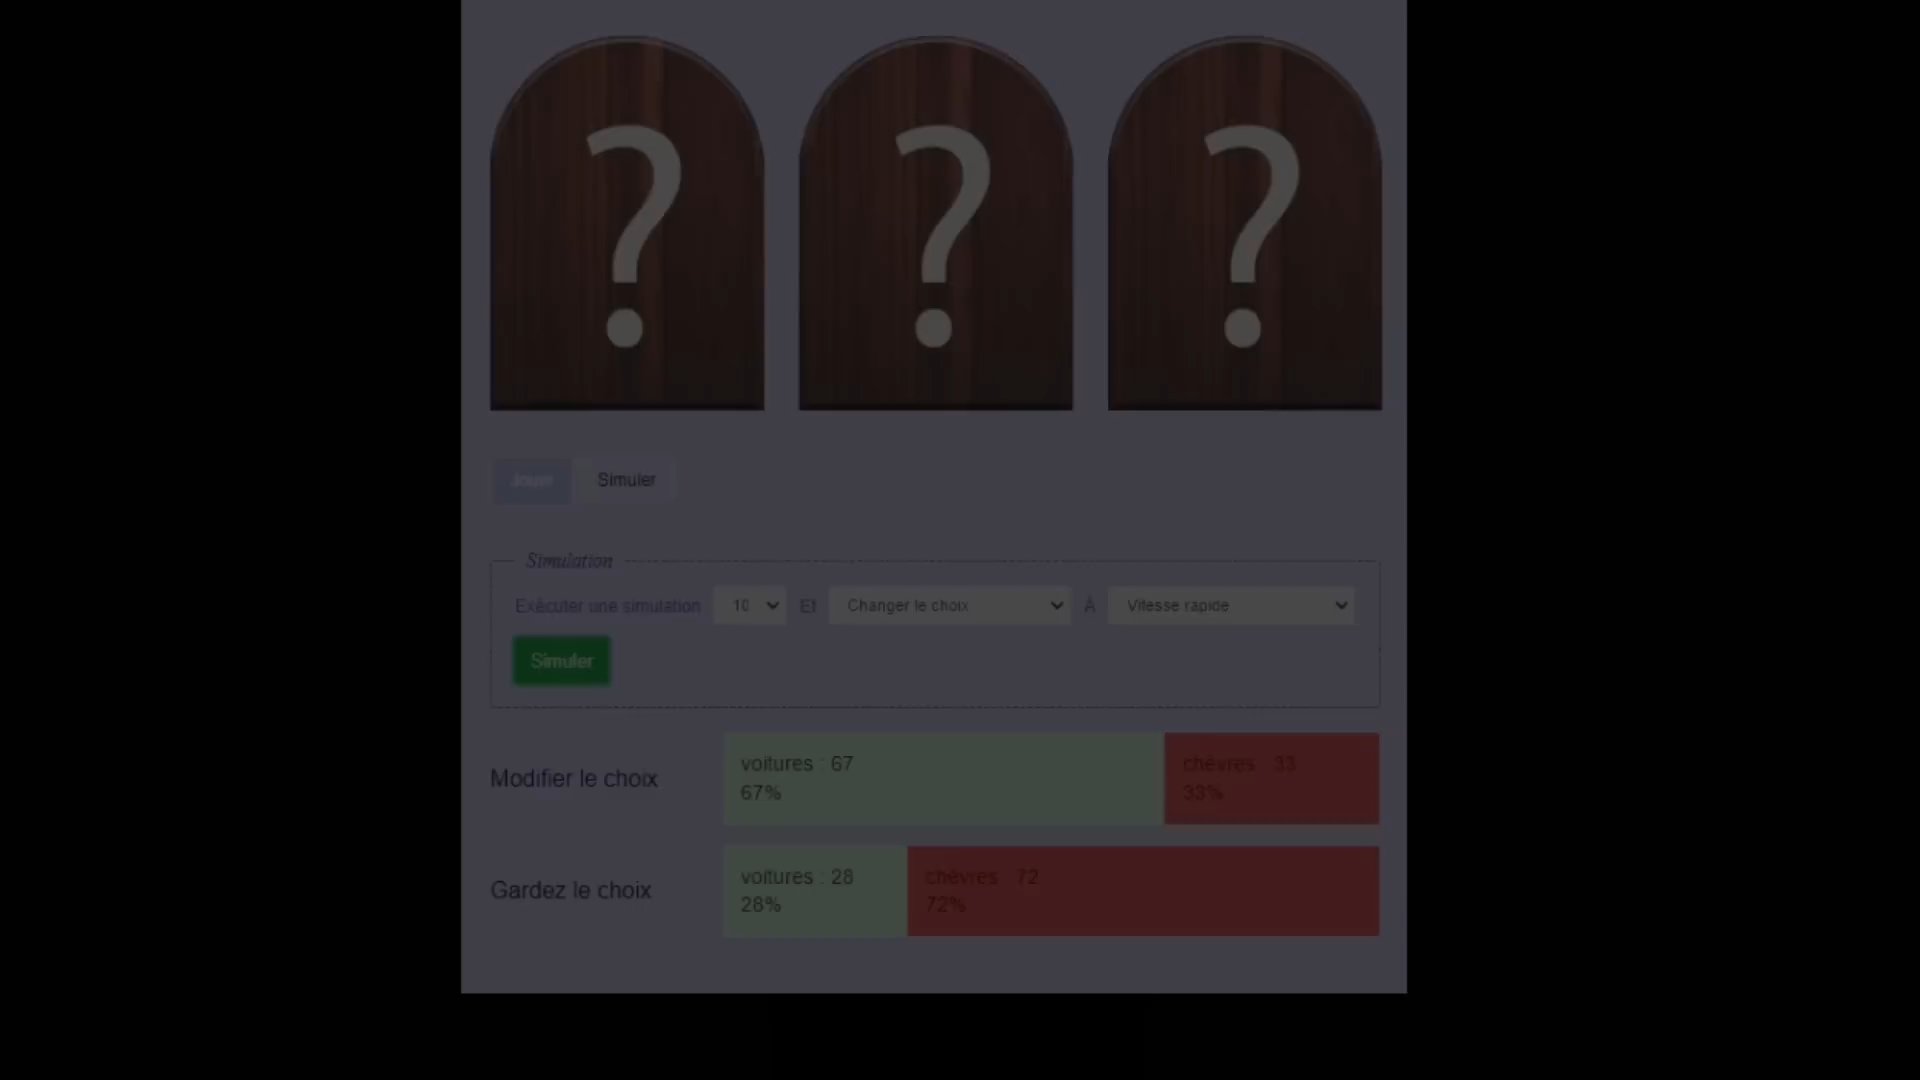 ?
?
?
Jouer
Simuler
Simulation
Exécuter une simulation 10 Et Changer le choix À Vitesse rapide
Simuler
Modifier le choix
voitures : 67
67%
chèvres : 33
33%
Gardez le choix
voitures : 28
28%
chèvres : 72
72%